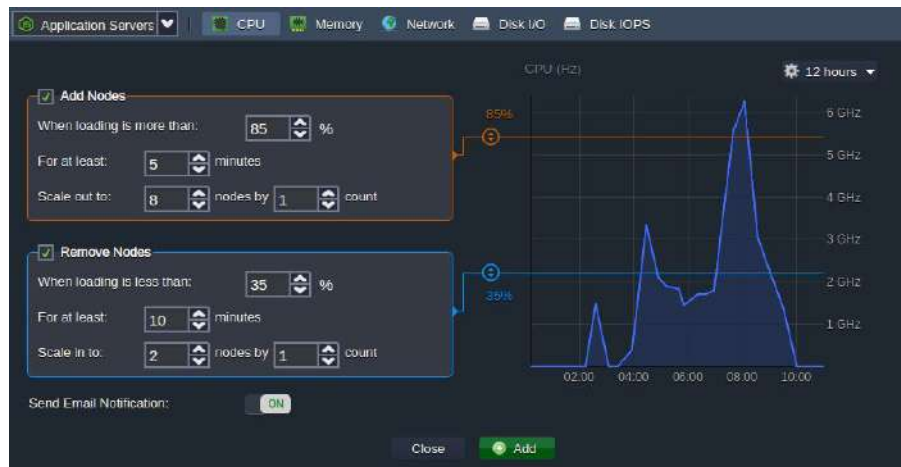 Application Servers CPU Memory Network Disk I/O Disk IOPS
CPU (Hz) 12 hours
Add Nodes
When loading is more than: 85 %
For at least: 5 minutes
Scale out to: 8 nodes by 1 count
Remove Nodes
When loading is less than: 35 %
For at least: 10 minutes
Scale in to: 2 nodes by 1 count
Send Email Notification: ON
85%
35%
6 GHz
5 GHz
4 GHz
3 GHz
2 GHz
1 GHz
02:00 04:00 06:00 08:00 10:00
Close Add